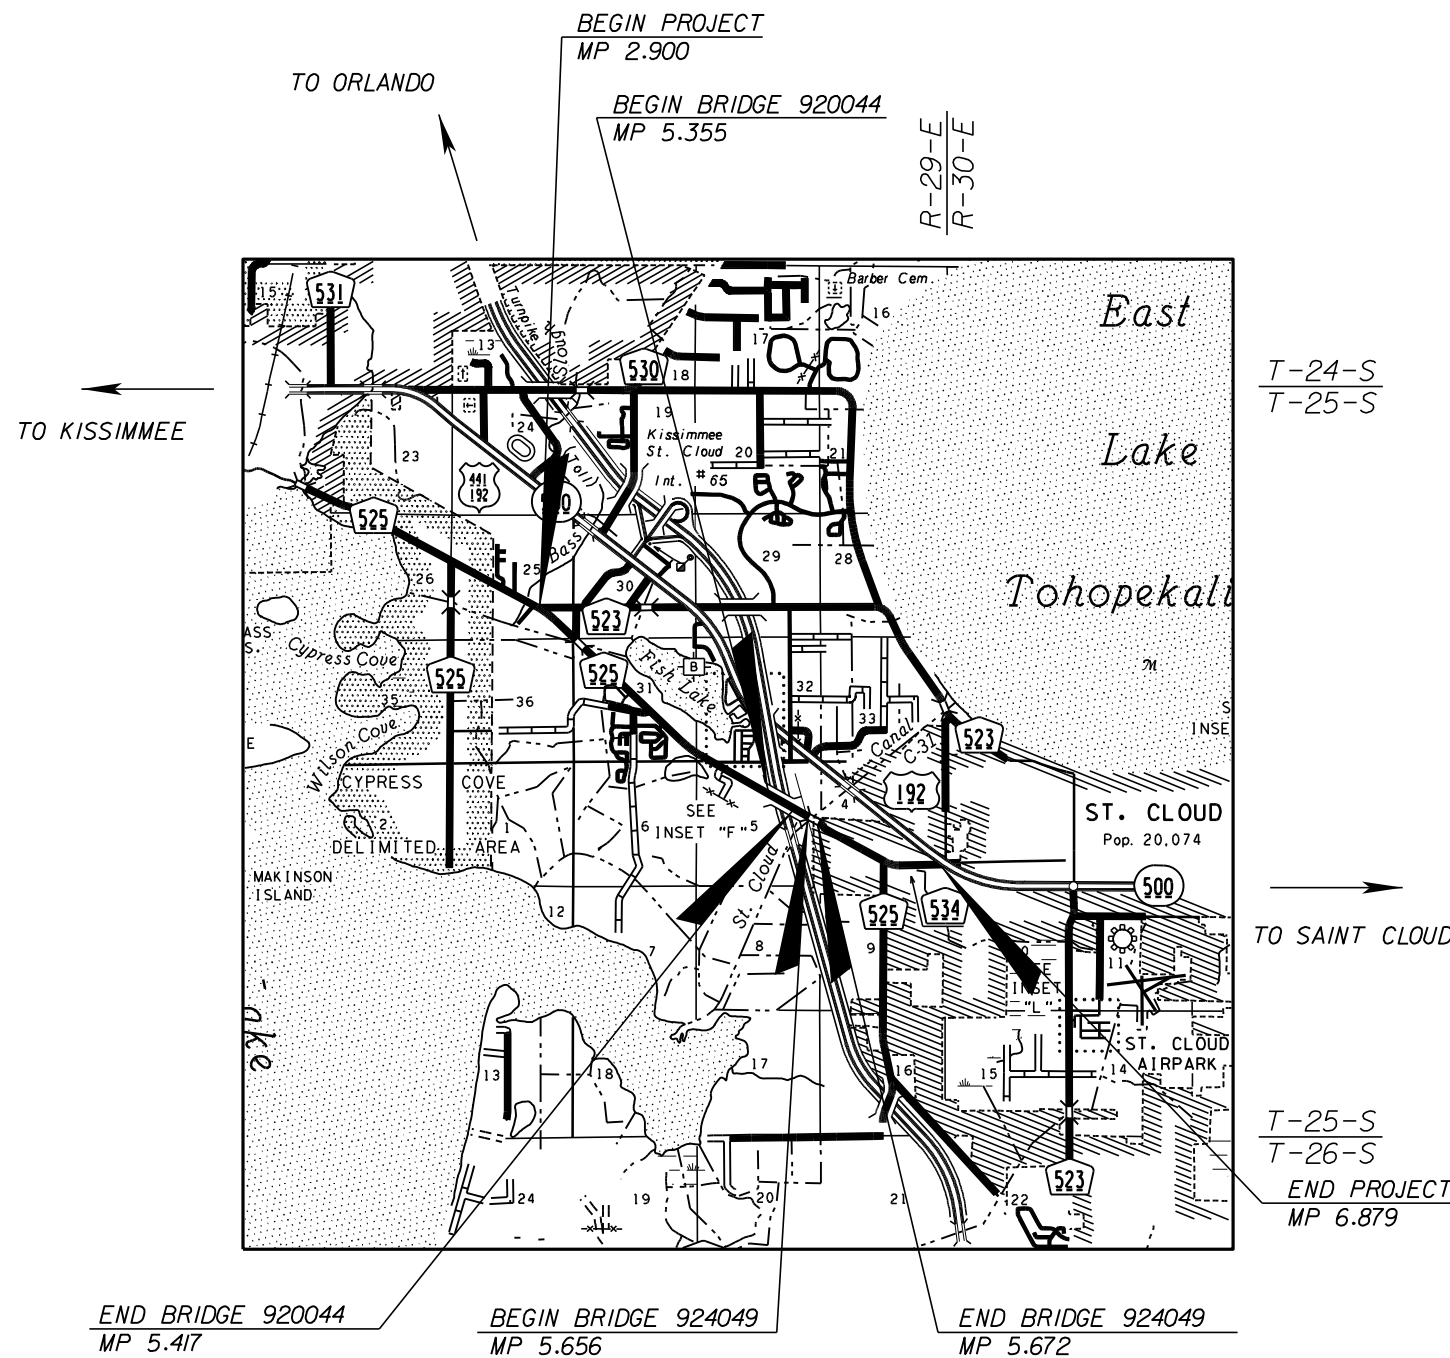 BEGIN PROJECT
MP 2.900
TO ORLANDO
BEGIN BRIDGE 920044
MP 5.355
R-29-E
R-30-E
15
531
Turnpike
Slough
13
Barber Cem.
16
17
East
530
18
T-24-S
T-25-S
TO KISSIMMEE
19
24
Kissimmee
St. Cloud
20
21
23
(Toll)
Int. # 65
Lake
441
192
525
Bass
29
28
26
25
30
Tohopekali
523
ASS
S.
Cypress Cove
525
525
Fish Lake
B
31
32
35
36
33
Wilson Cove
Canal
C-31
523
S
INSE
E
CYPRESS COVE
192
SEE
INSET "F"
4
5
6
ST. CLOUD
Pop. 20,074
2
1
DELIMITED AREA
MAKINSON
ISLAND
St. Cloud
500
12
525
534
TO SAINT CLOUD
7
8
9
11
INSET
"L"
ake
ST. CLOUD
AIRPARK
13
18
17
16
15
14
T-25-S
T-26-S
523
24
19
20
21
22
END PROJECT
MP 6.879
END BRIDGE 920044
MP 5.417
BEGIN BRIDGE 924049
MP 5.656
END BRIDGE 924049
MP 5.672